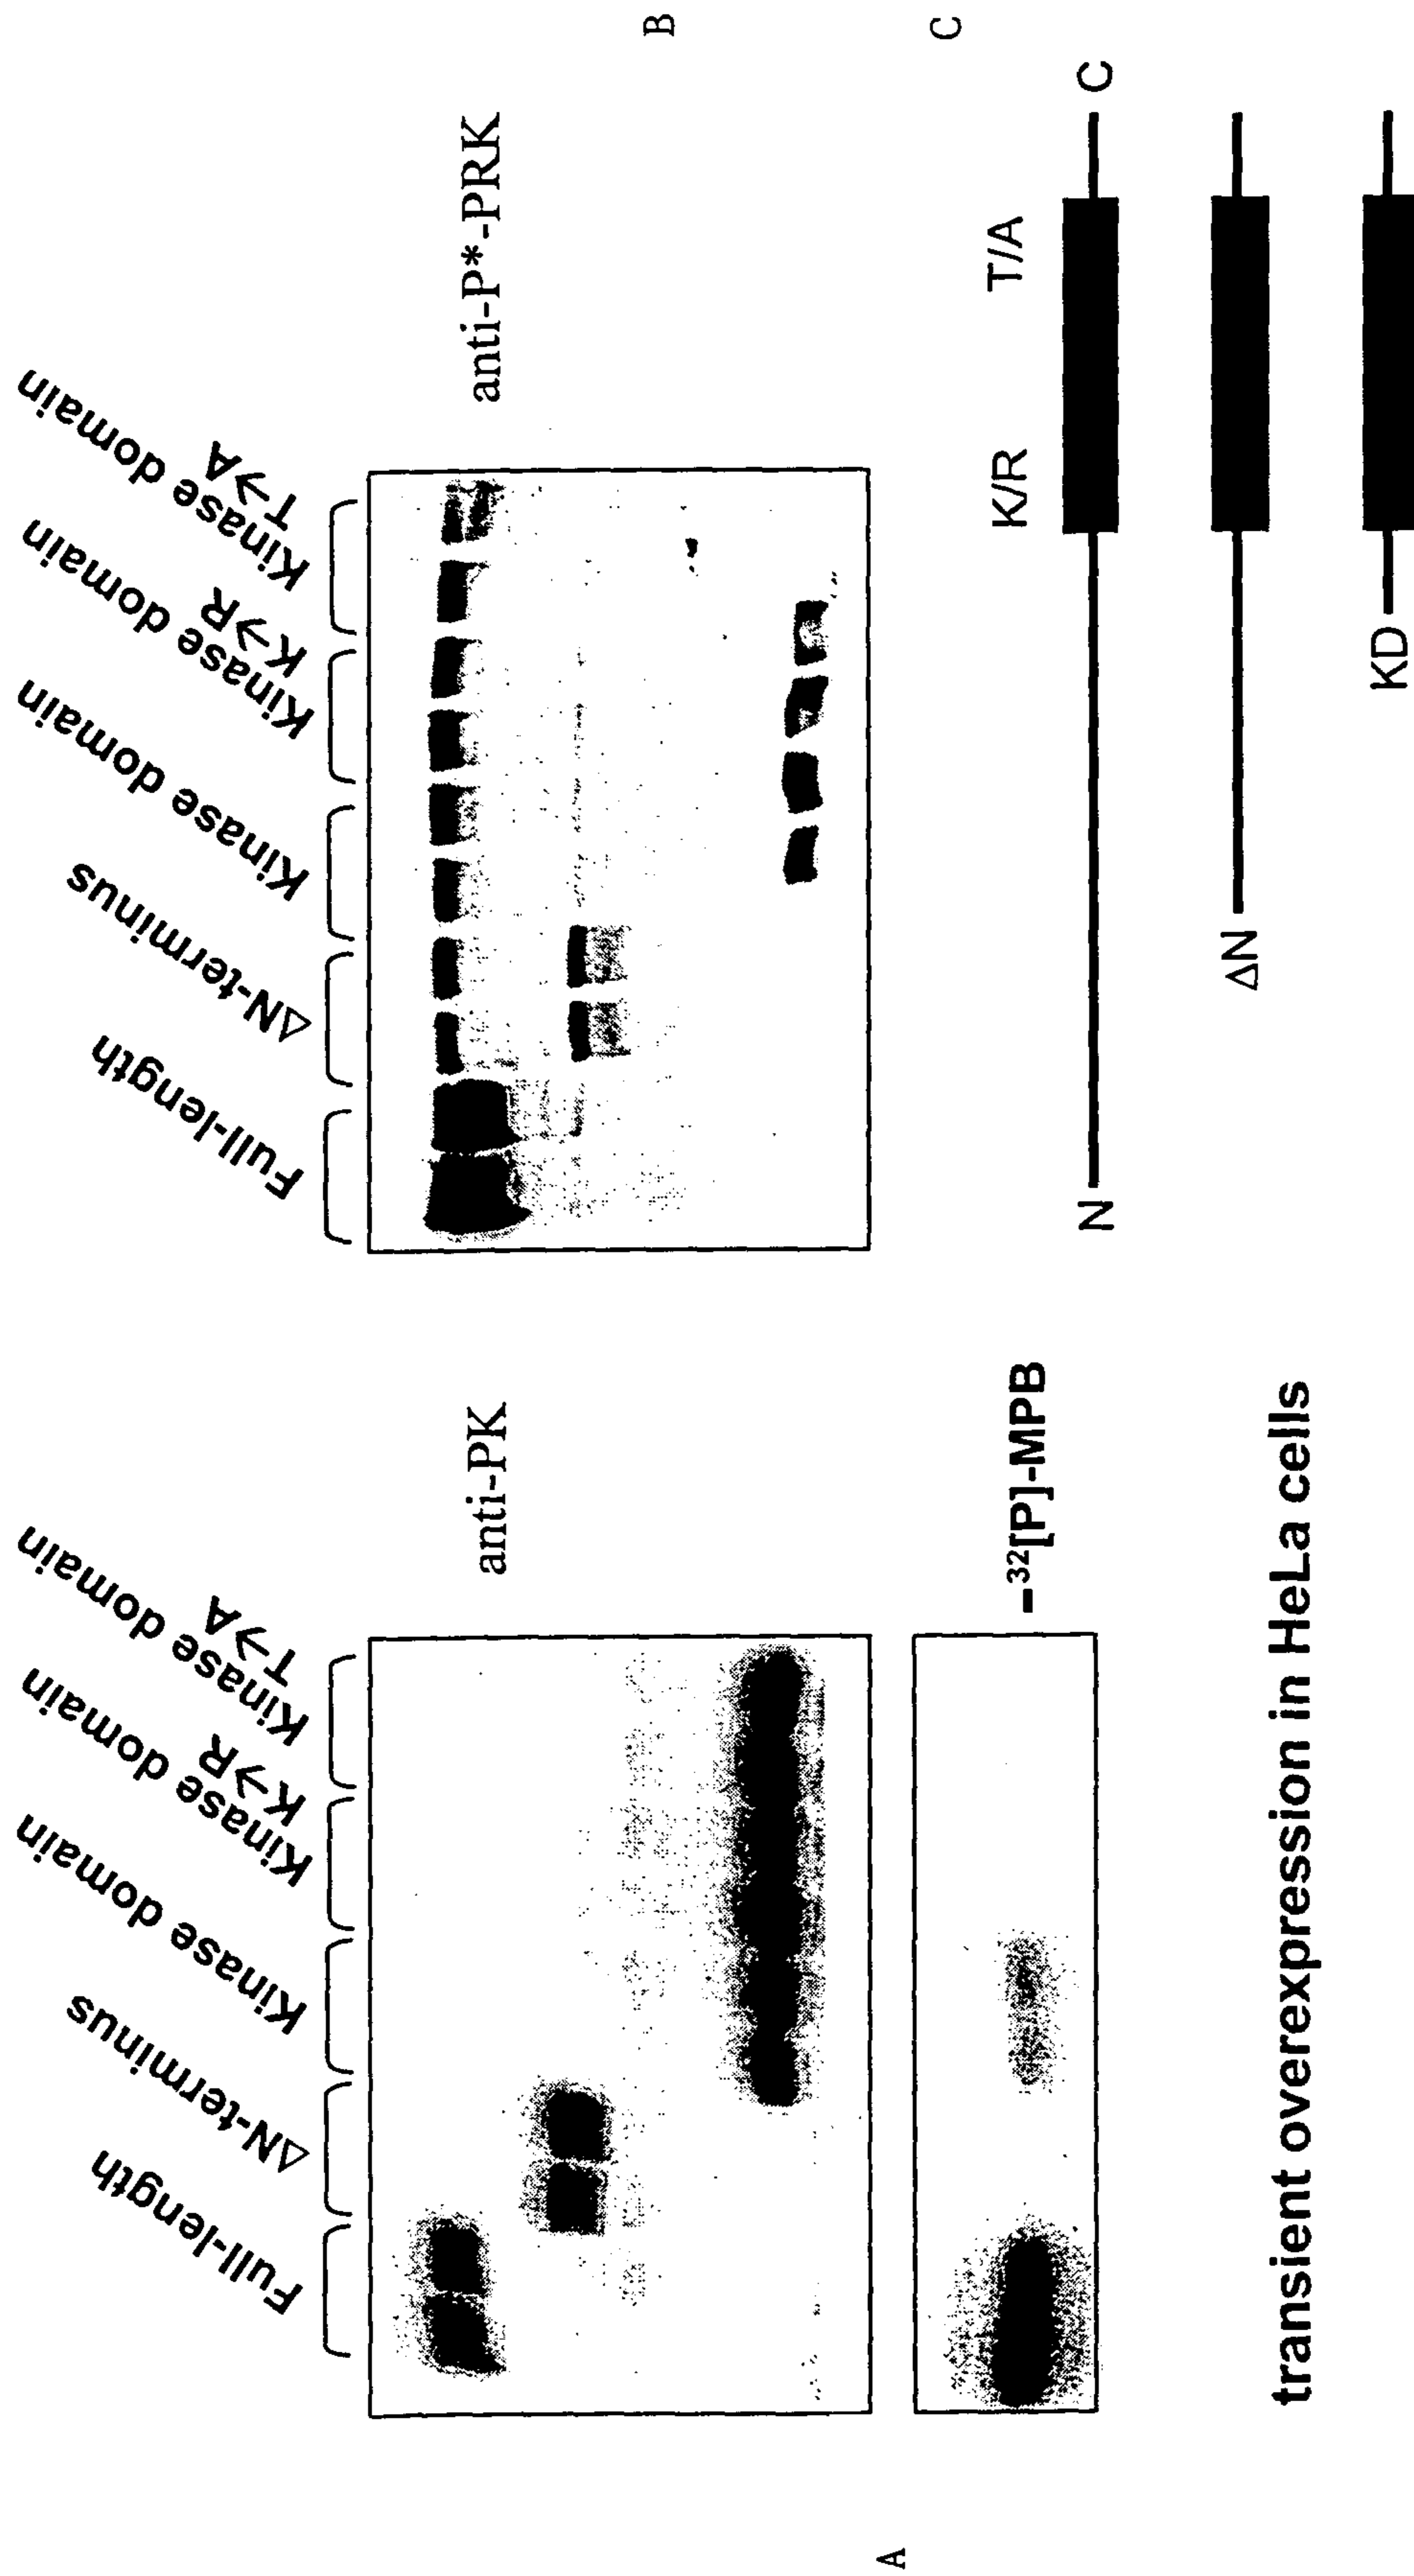 A
Full-length
ΔN-terminus
Kinase domain
Kinase domain
K→R
Kinase domain
T→A
anti-PK
-³²[P]-MPB
transient overexpression in HeLa cells
B
Full-length
ΔN-terminus
Kinase domain
Kinase domain
K→R
Kinase domain
T→A
anti-P*-PRK
C
K/R T/A
N C
ΔN
KD